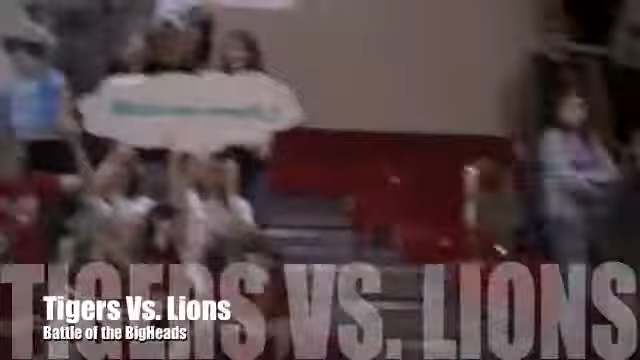 TIGERS VS. LIONS
Tigers Vs. Lions
Battle of the BigHeads